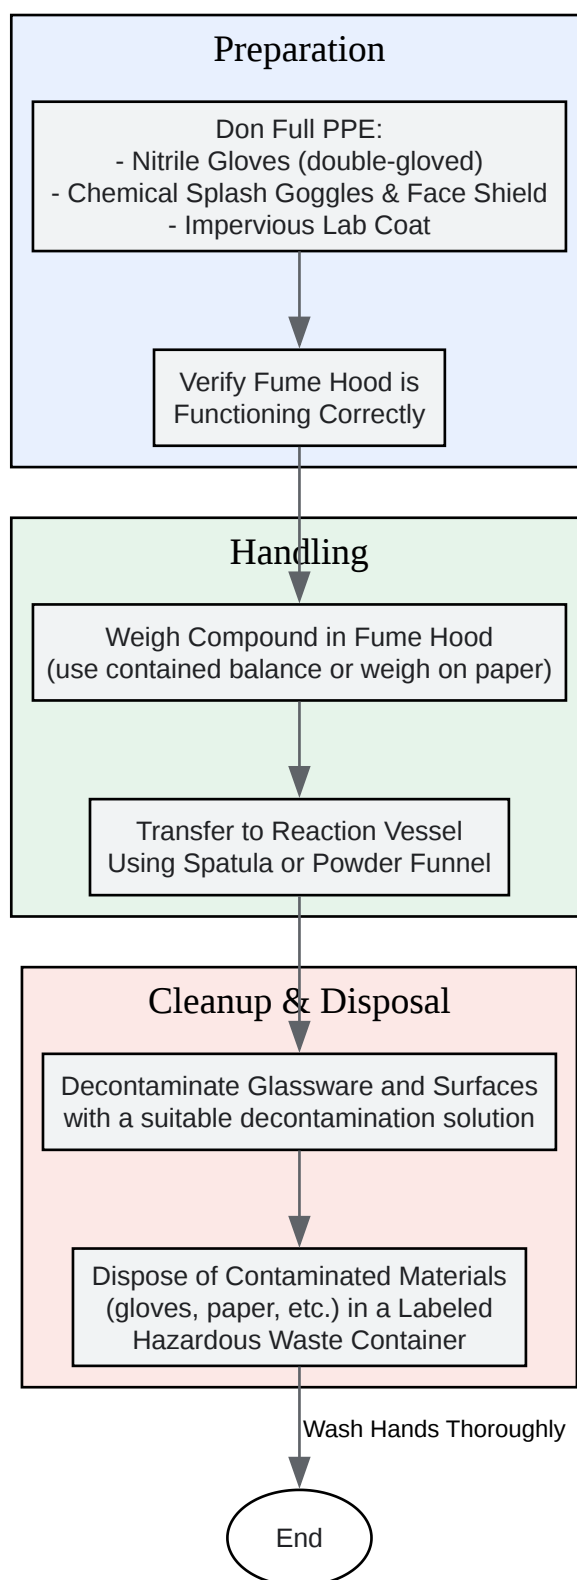 Preparation
Don Full PPE:
- Nitrile Gloves (double-gloved)
- Chemical Splash Goggles & Face Shield
- Impervious Lab Coat
Verify Fume Hood is
Functioning Correctly
Handling
Weigh Compound in Fume Hood
(use contained balance or weigh on paper)
Transfer to Reaction Vessel
Using Spatula or Powder Funnel
Cleanup & Disposal
Decontaminate Glassware and Surfaces
with a suitable decontamination solution
Dispose of Contaminated Materials
(gloves, paper, etc.) in a Labeled
Hazardous Waste Container
Wash Hands Thoroughly
End